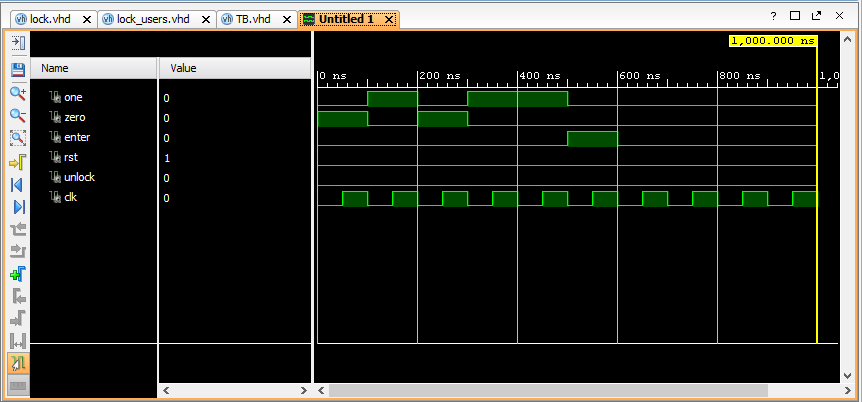 lock.vhd lock_users.vhd TB.vhd Untitled 1 ?
1,000.000 ns
Name Value
0 ns 200 ns 400 ns 600 ns 800 ns 1,0
one 0
zero 0
enter 0
rst 1
unlock 0
clk 0